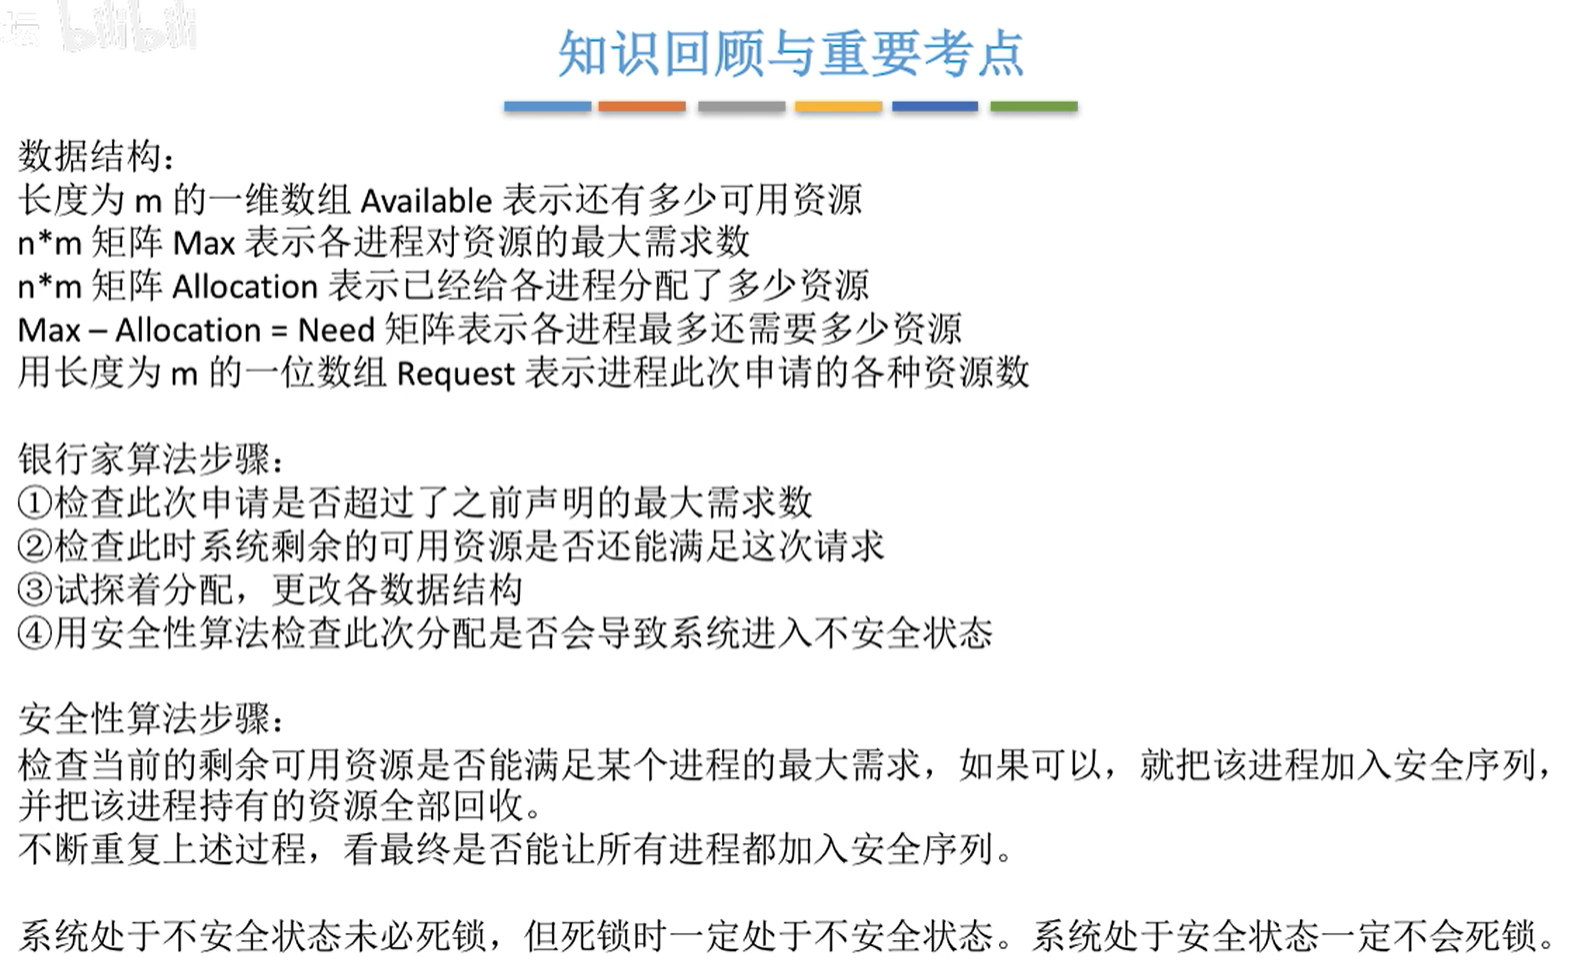 坛 bilibili
知识回顾与重要考点
数据结构：
长度为 m 的一维数组 Available 表示还有多少可用资源
n*m 矩阵 Max 表示各进程对资源的最大需求数
n*m 矩阵 Allocation 表示已经给各进程分配了多少资源
Max – Allocation = Need 矩阵表示各进程最多还需要多少资源
用长度为 m 的一位数组 Request 表示进程此次申请的各种资源数
银行家算法步骤：
①检查此次申请是否超过了之前声明的最大需求数
②检查此时系统剩余的可用资源是否还能满足这次请求
③试探着分配，更改各数据结构
④用安全性算法检查此次分配是否会导致系统进入不安全状态
安全性算法步骤：
检查当前的剩余可用资源是否能满足某个进程的最大需求，如果可以，就把该进程加入安全序列，
并把该进程持有的资源全部回收。
不断重复上述过程，看最终是否能让所有进程都加入安全序列。
系统处于不安全状态未必死锁，但死锁时一定处于不安全状态。系统处于安全状态一定不会死锁。